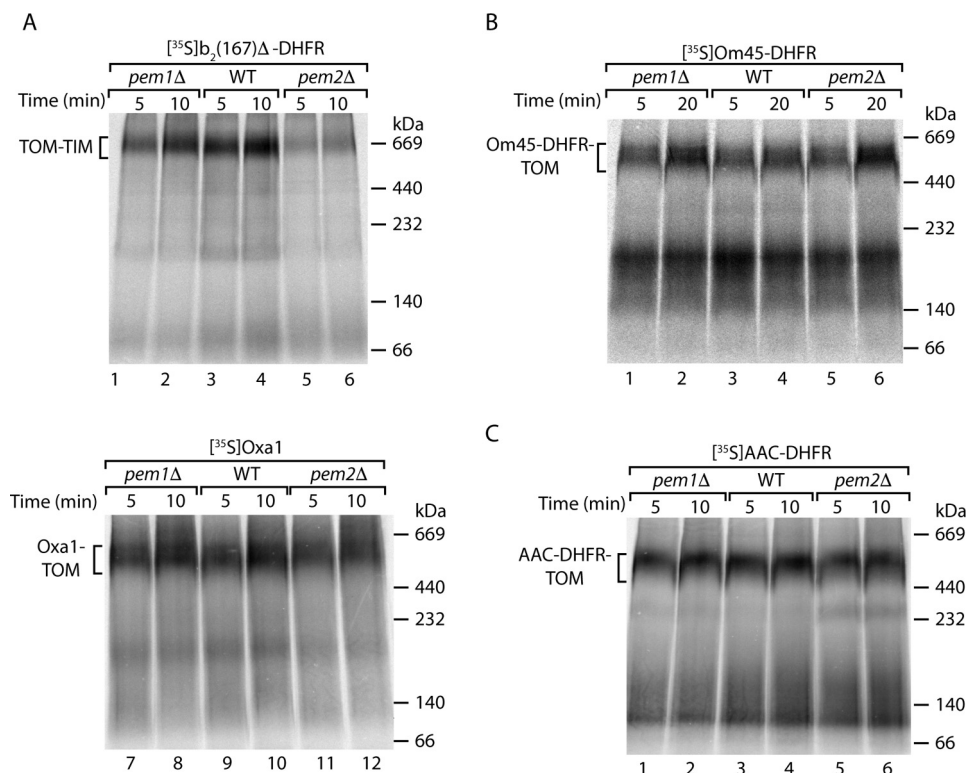 A
[³⁵S]b₂(167)Δ-DHFR
pem1Δ WT pem2Δ
Time (min) 5 10 5 10 5 10
kDa
TOM-TIM
669
440
232
140
66
1 2 3 4 5 6
[³⁵S]Oxa1
pem1Δ WT pem2Δ
Time (min) 5 10 5 10 5 10
kDa
669
Oxa1-
TOM
440
232
140
66
7 8 9 10 11 12
B
[³⁵S]Om45-DHFR
pem1Δ WT pem2Δ
Time (min) 5 20 5 20 5 20
kDa
669
Om45-DHFR-
TOM
440
232
140
66
1 2 3 4 5 6
C
[³⁵S]AAC-DHFR
pem1Δ WT pem2Δ
Time (min) 5 10 5 10 5 10
kDa
669
AAC-DHFR-
TOM
440
232
140
66
1 2 3 4 5 6